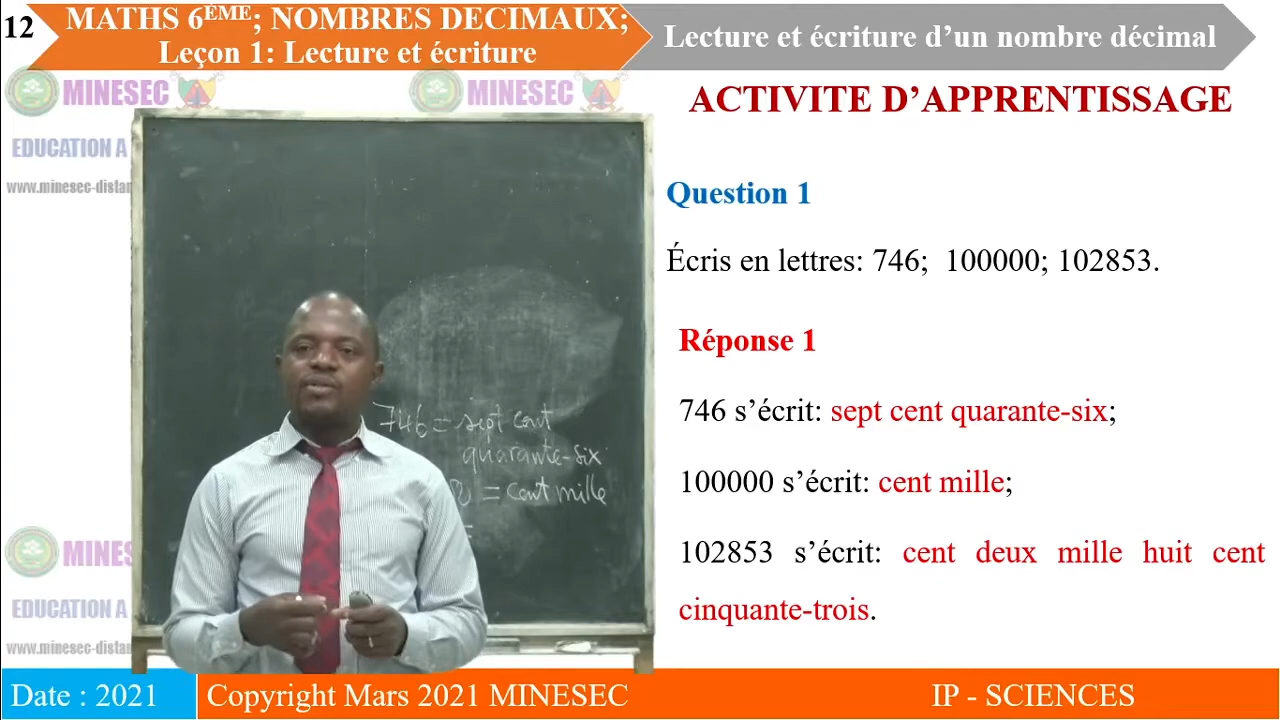 12
MATHS 6EME; NOMBRES DECIMAUX;
Leçon 1: Lecture et écriture
Lecture et écriture d’un nombre décimal
MINESEC
MINESEC
EDUCATION A
www.minesec-distan
ACTIVITE D’APPRENTISSAGE
Question 1
Écris en lettres: 746; 100000; 102853.
Réponse 1
746 s’écrit: sept cent quarante-six;
100000 s’écrit: cent mille;
102853 s’écrit: cent deux mille huit cent
cinquante-trois.
746 = sept cent
quarante-six
= cent mille
=
MINES
EDUCATION A
www.minesec-distan
Date : 2021
Copyright Mars 2021 MINESEC
IP - SCIENCES